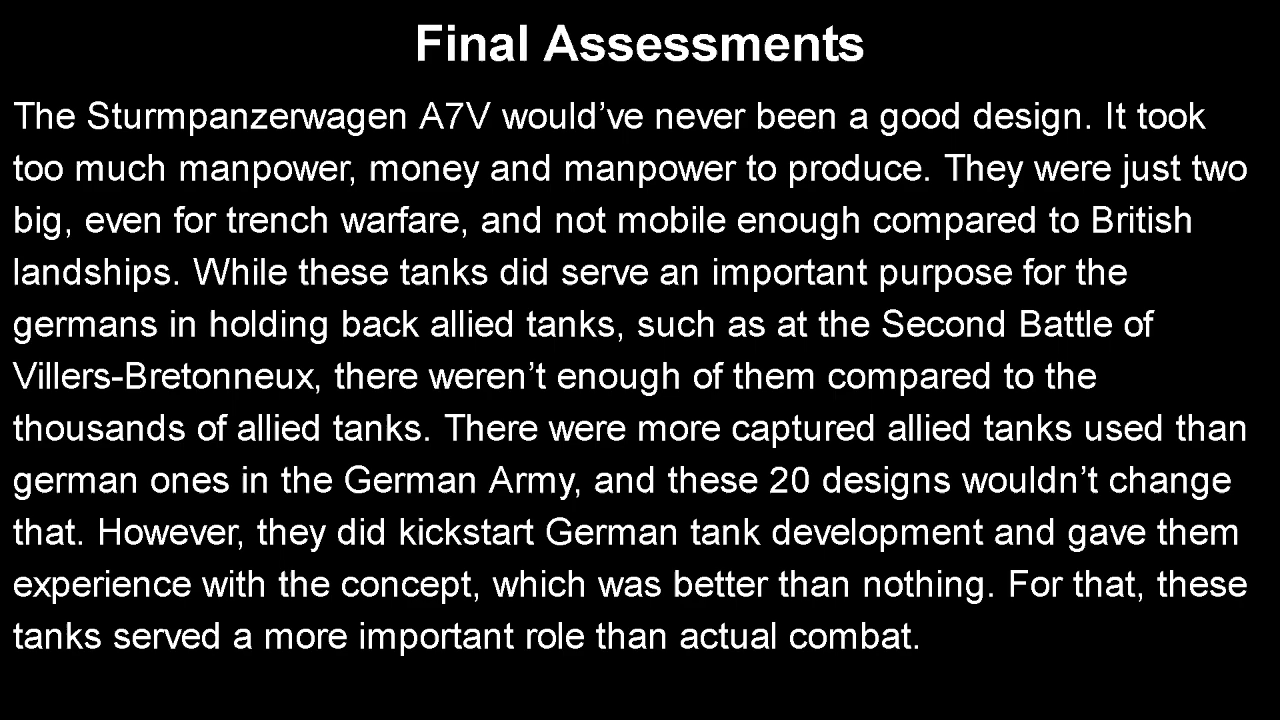 Final Assessments
The Sturmpanzerwagen A7V would’ve never been a good design. It took
too much manpower, money and manpower to produce. They were just two
big, even for trench warfare, and not mobile enough compared to British
landships. While these tanks did serve an important purpose for the
germans in holding back allied tanks, such as at the Second Battle of
Villers-Bretonneux, there weren’t enough of them compared to the
thousands of allied tanks. There were more captured allied tanks used than
german ones in the German Army, and these 20 designs wouldn’t change
that. However, they did kickstart German tank development and gave them
experience with the concept, which was better than nothing. For that, these
tanks served a more important role than actual combat.